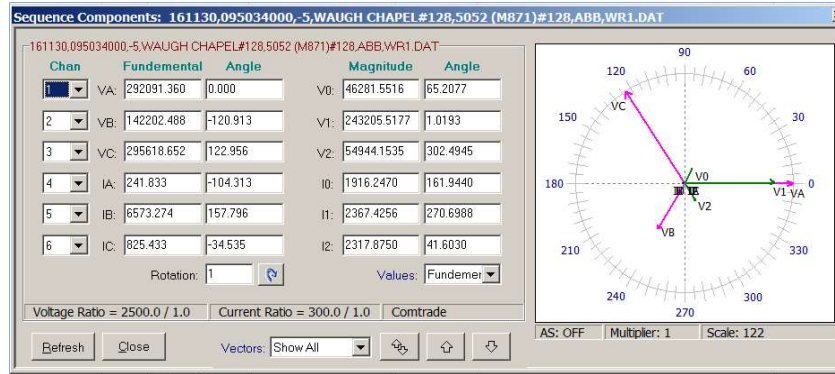 Sequence Components: 161130,095034000,-5,WAUGH CHAPEL#128,5052 (M871)#128,ABB,WR1.DAT
161130,095034000,-5,WAUGH CHAPEL#128,5052 (M871)#128,ABB,WR1.DAT
Chan Fundemental Angle Magnitude Angle
1 VA: 292091.360 0.000 V0: 46281.5516 65.2077
2 VB: 142202.488 -120.913 V1: 243205.5177 1.0193
3 VC: 295618.652 122.956 V2: 54944.1535 302.4945
4 IA: 241.833 -104.313 I0: 1916.2470 161.9440
5 IB: 6573.274 157.796 I1: 2367.4256 270.6988
6 IC: 825.433 -34.535 I2: 2317.8750 41.6030
Rotation: 1 Values: Fundemer
Voltage Ratio = 2500.0 / 1.0 Current Ratio = 300.0 / 1.0 Comtrade
Refresh Close Vectors: Show All
90
120 60
VC
150 30
V0
180 0
V1 VA
V2
VB
210 330
240 300
270
AS: OFF Multiplier: 1 Scale: 122